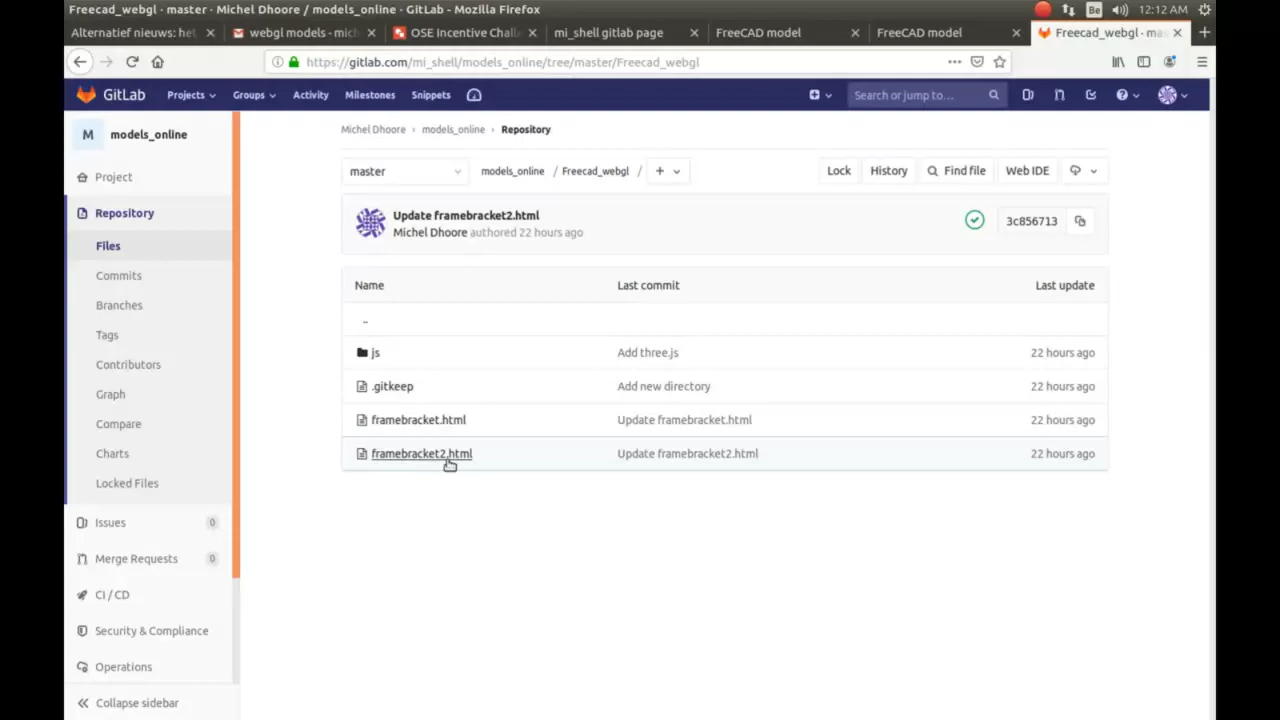 Freecad_webgl · master · Michel Dhoore / models_online · GitLab - Mozilla Firefox
Be
12:12 AM
Alternatief nieuws: het
webgl models - mich
OSE Incentive Chall
mi_shell gitlab page
FreeCAD model
FreeCAD model
Freecad_webgl · mas
https://gitlab.com/mi_shell/models_online/tree/master/Freecad_webgl
GitLab
Projects
Groups
Activity
Milestones
Snippets
Search or jump to...
M
models_online
Michel Dhoore › models_online › Repository
Project
Repository
Files
Commits
Branches
Tags
Contributors
Graph
Compare
Charts
Locked Files
Issues 0
Merge Requests 0
CI / CD
Security & Compliance
Operations
Collapse sidebar
master
models_online / Freecad_webgl /
+
Lock
History
Find file
Web IDE
Update framebracket2.html
Michel Dhoore authored 22 hours ago
3c856713
Name Last commit Last update
..
js Add three.js 22 hours ago
.gitkeep Add new directory 22 hours ago
framebracket.html Update framebracket.html 22 hours ago
framebracket2.html Update framebracket2.html 22 hours ago